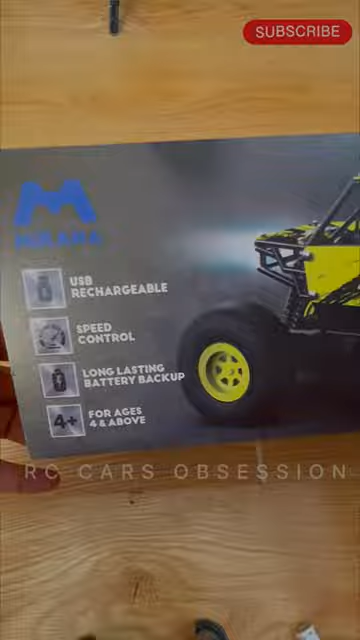 SUBSCRIBE
USB
RECHARGEABLE
SPEED
CONTROL
LONG LASTING
BATTERY BACKUP
4+
FOR AGES
4 & ABOVE
RC CARS OBSESSION